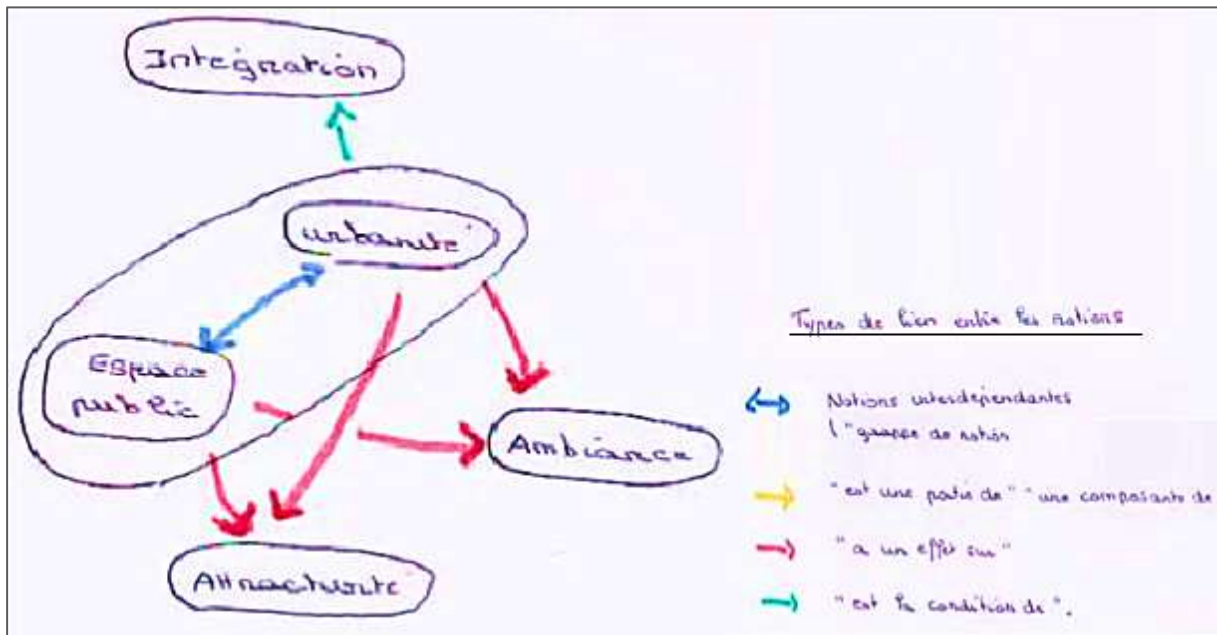 Intégration
urbanité
Espace
public
Ambiance
Attractivité
Types de lien entre les notions
Notions interdépendantes
"grappe de notion
"est une partie de" "une composante de
"a un effet sur"
"est la condition de".